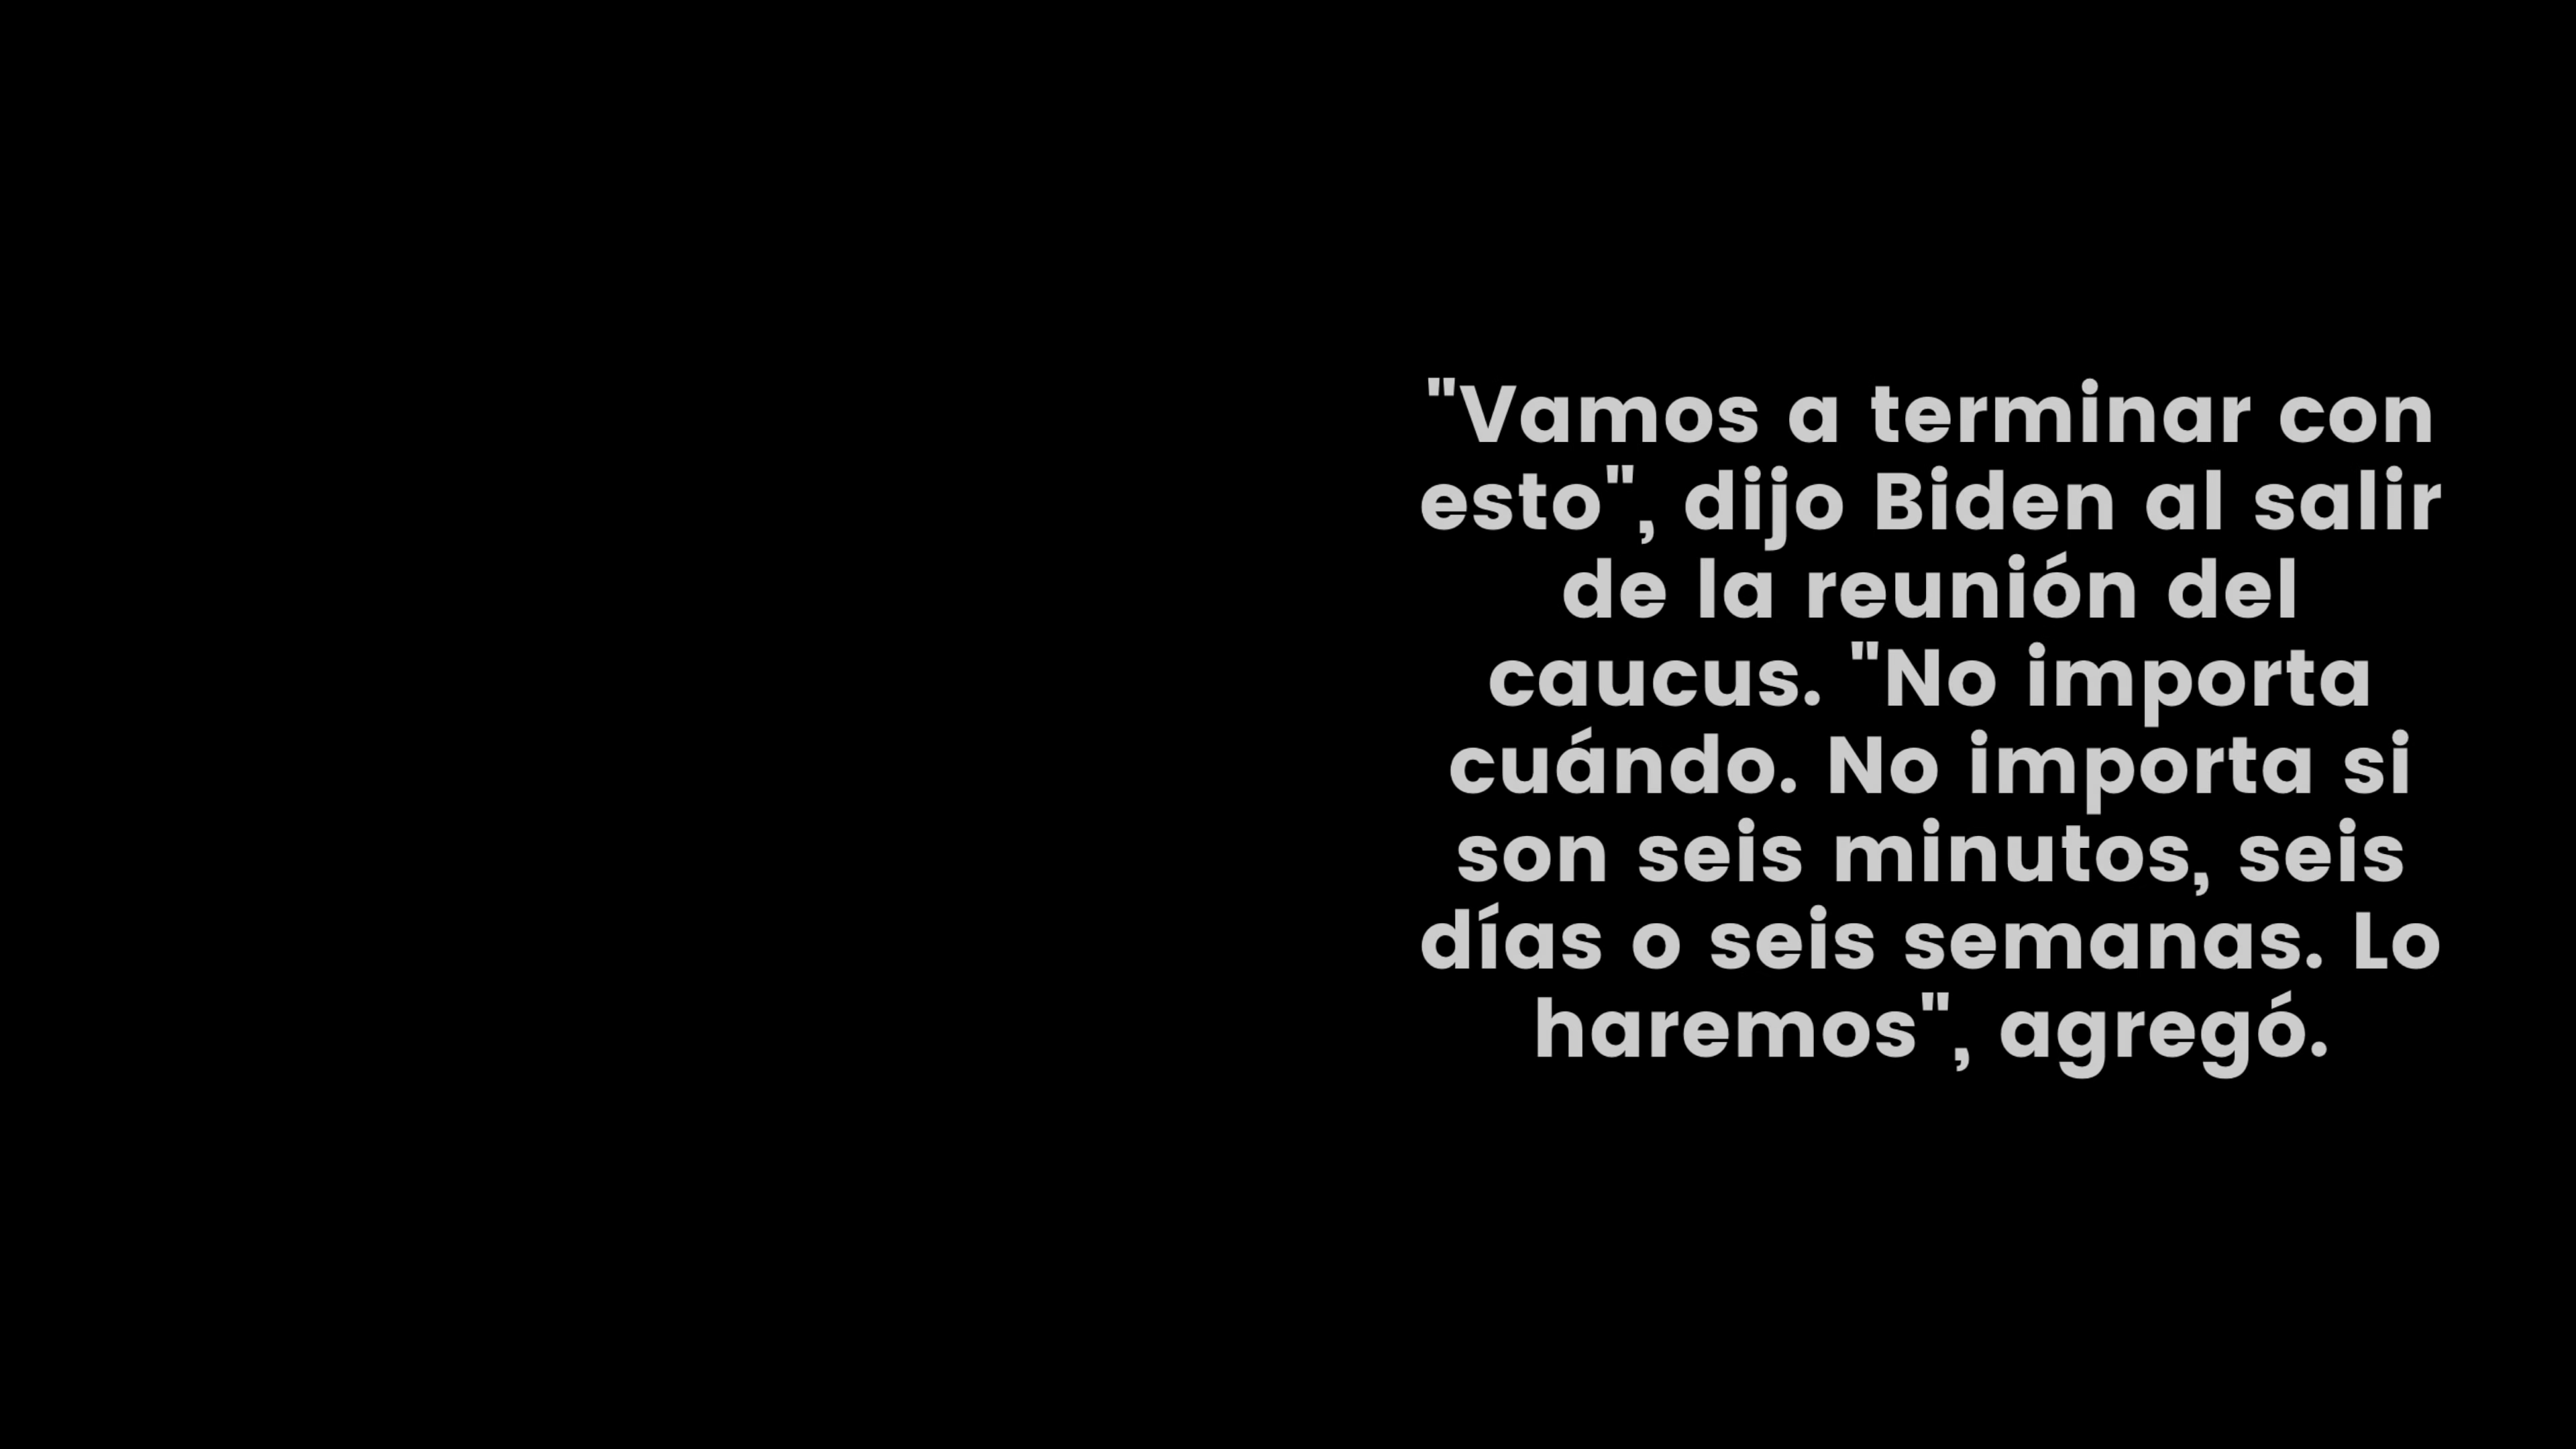 "Vamos a terminar con
esto", dijo Biden al salir
de la reunión del
caucus. "No importa
cuándo. No importa si
son seis minutos, seis
días o seis semanas. Lo
haremos", agregó.